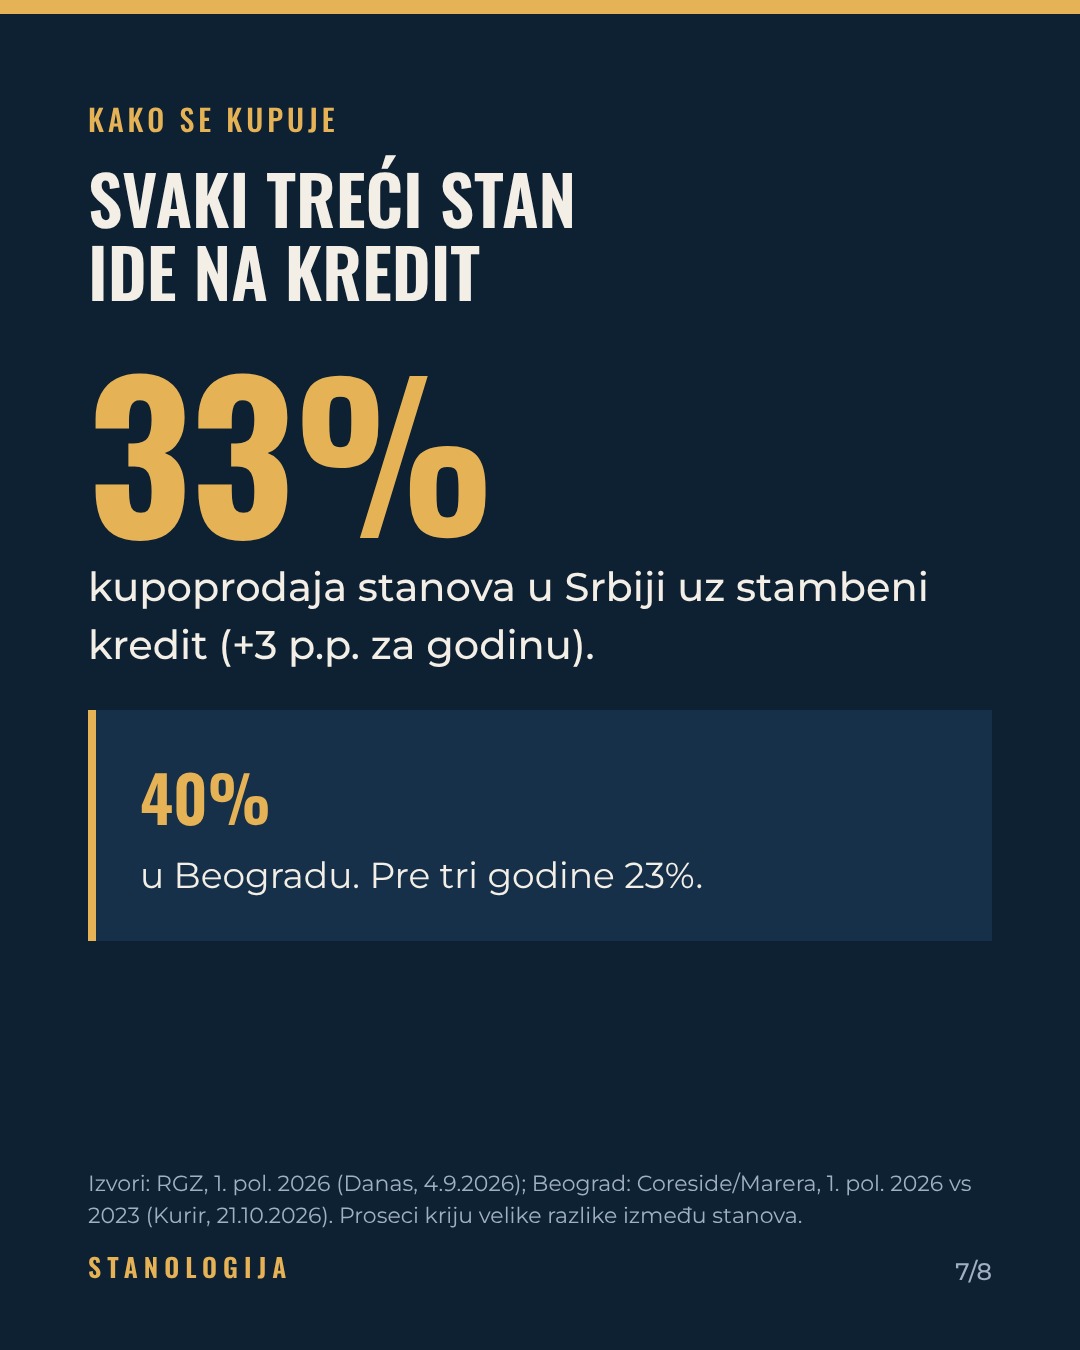 KAKO SE KUPUJE
SVAKI TREĆI STAN
IDE NA KREDIT
33%
kupoprodaja stanova u Srbiji uz stambeni
kredit (+3 p.p. za godinu).
40%
u Beogradu. Pre tri godine 23%.
Izvori: RGZ, 1. pol. 2026 (Danas, 4.9.2026); Beograd: Coreside/Marera, 1. pol. 2026 vs
2023 (Kurir, 21.10.2026). Proseci kriju velike razlike između stanova.
STANOLOGIJA
7/8